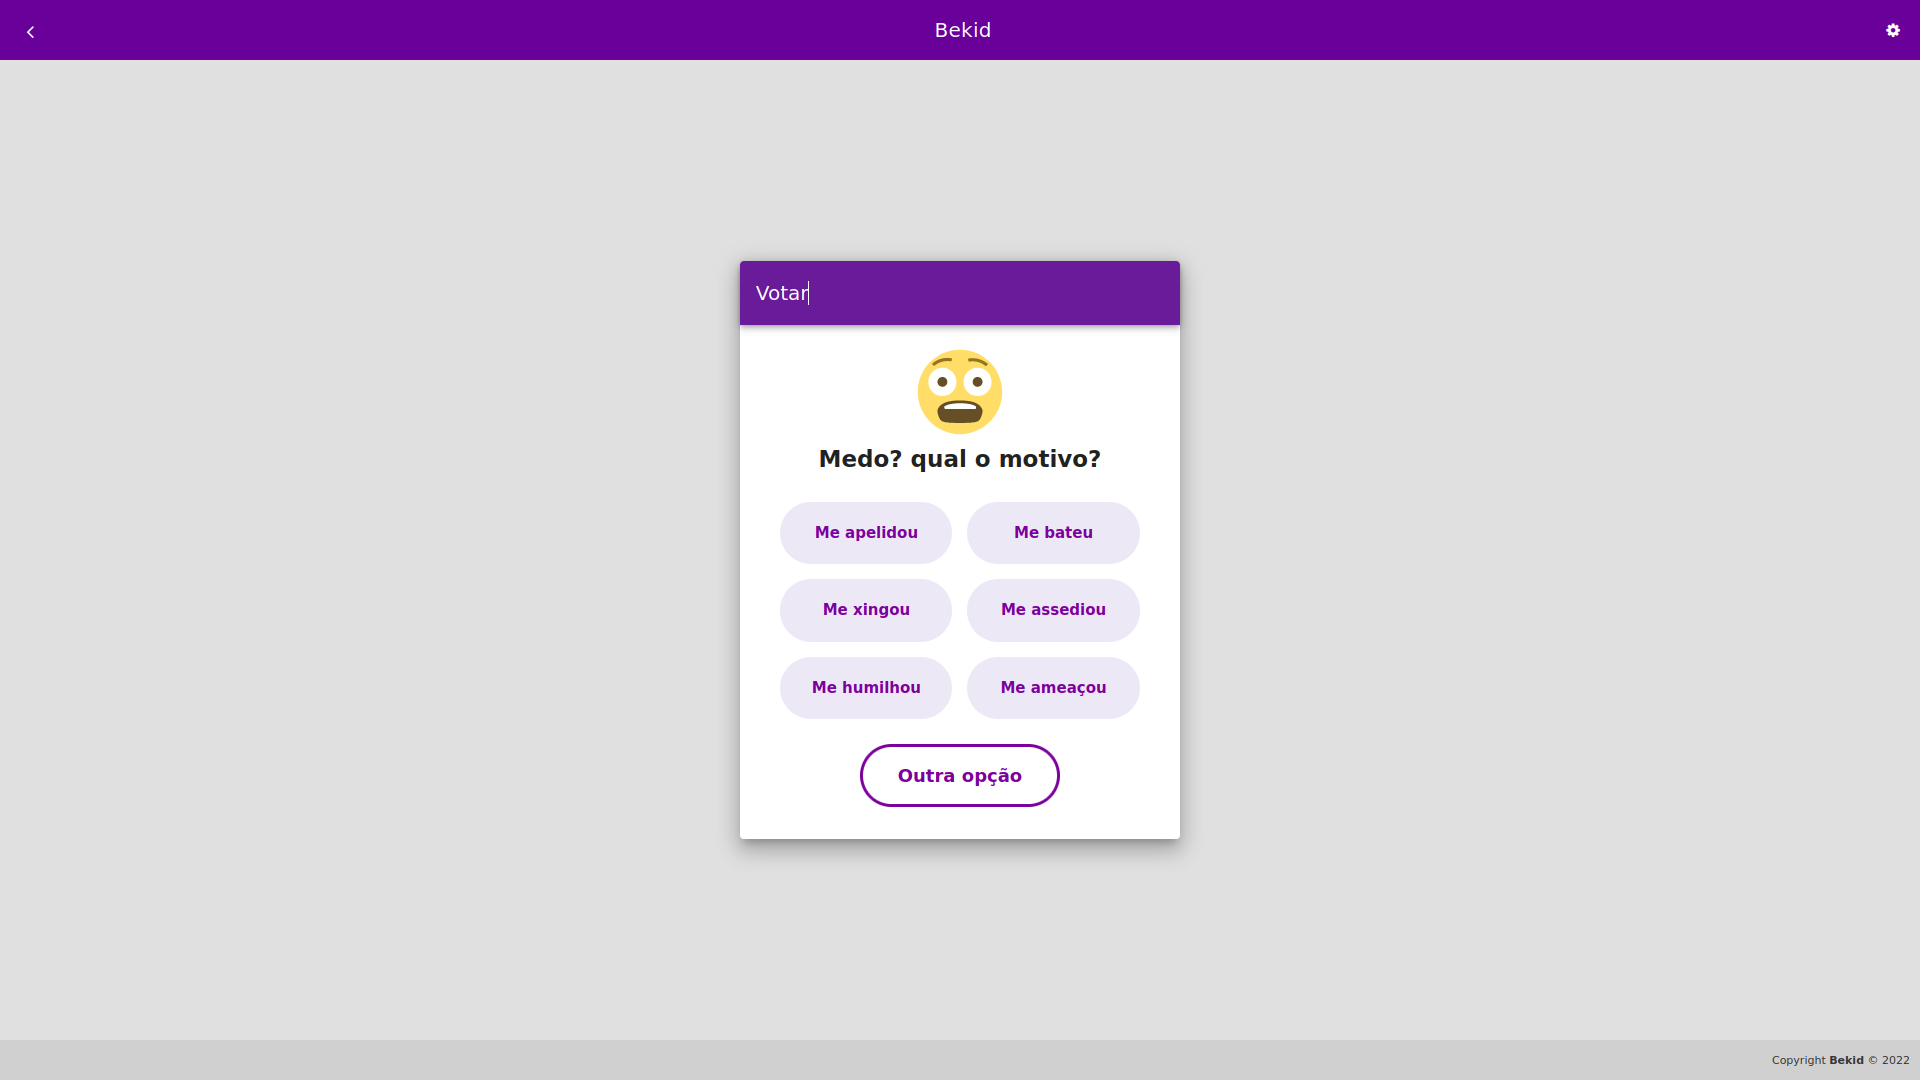 Bekid
Votar
Medo? qual o motivo?
Me apelidou
Me bateu
Me xingou
Me assediou
Me humilhou
Me ameaçou
Outra opção
Copyright Bekid © 2022